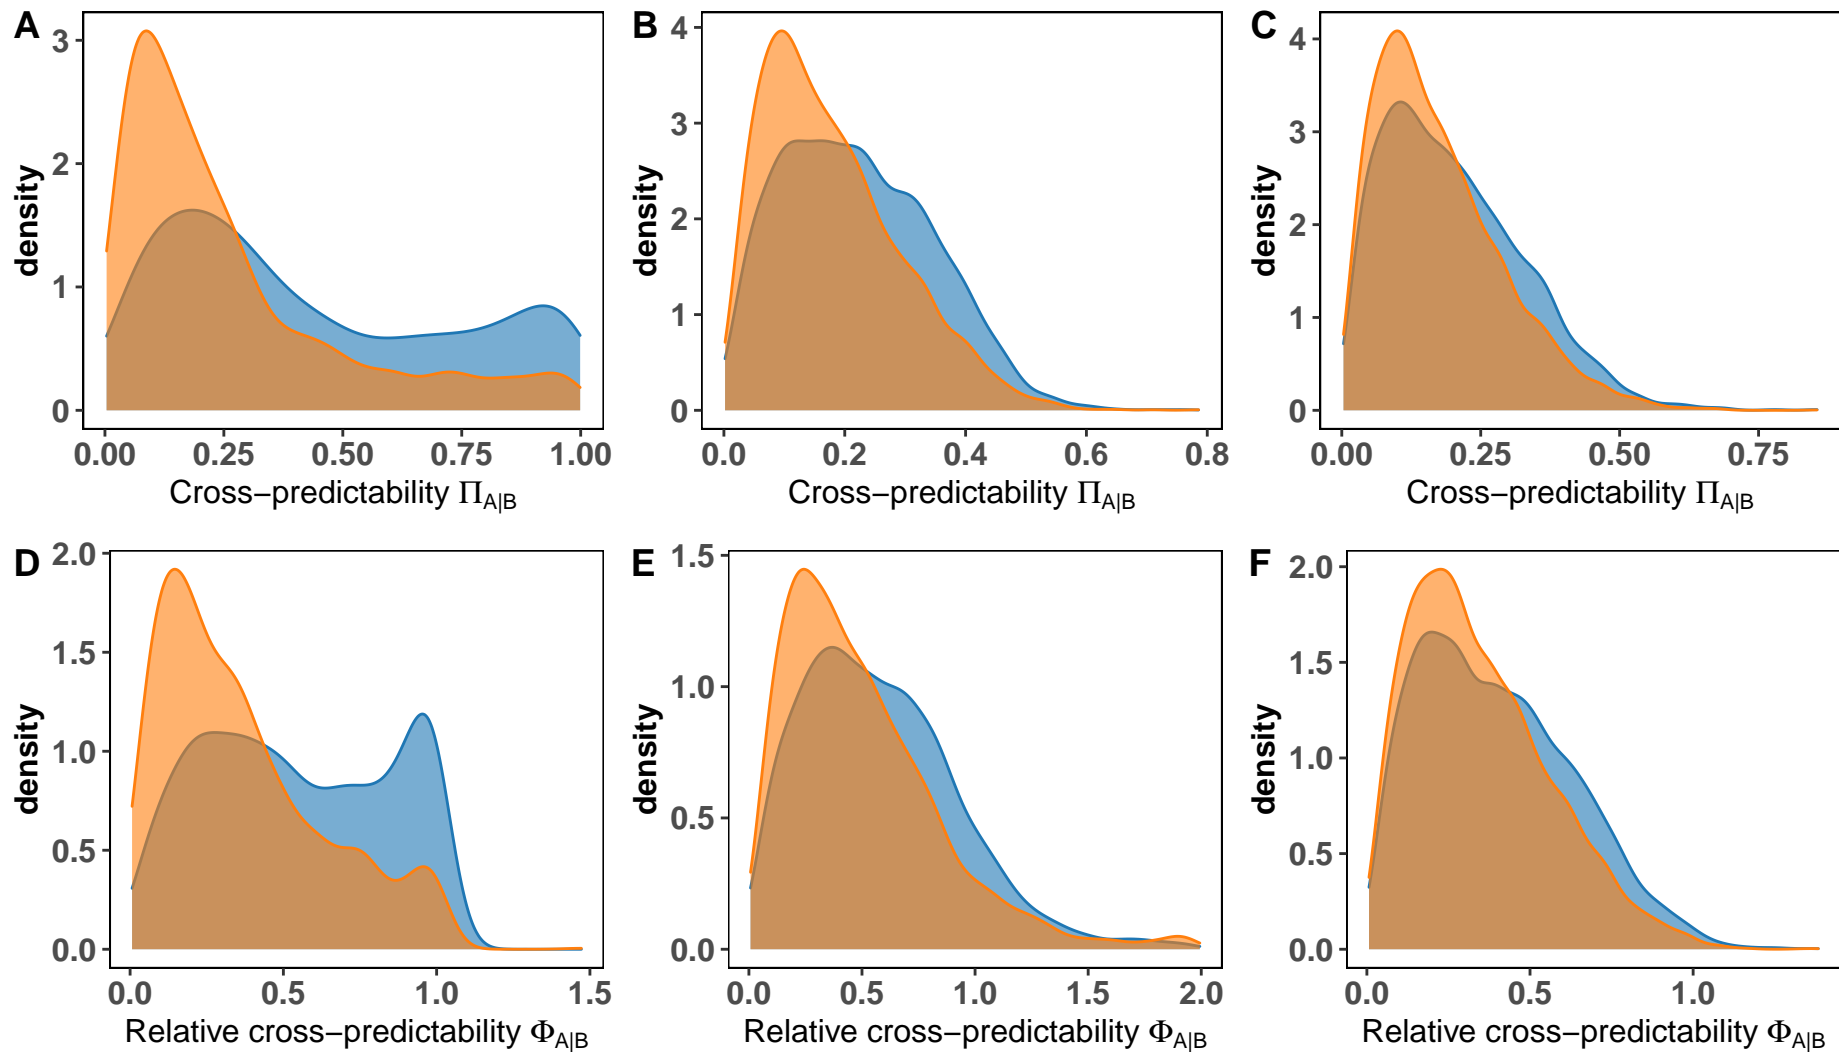 A
density
3
2
1
0
0.00 0.25 0.50 0.75 1.00
Cross−predictability Π_A|B
B
density
4
3
2
1
0
0.0 0.2 0.4 0.6 0.8
Cross−predictability Π_A|B
C
density
4
3
2
1
0
0.00 0.25 0.50 0.75
Cross−predictability Π_A|B
D
density
2.0
1.5
1.0
0.5
0.0
0.0 0.5 1.0 1.5
Relative cross−predictability Φ_A|B
E
density
1.5
1.0
0.5
0.0
0.0 0.5 1.0 1.5 2.0
Relative cross−predictability Φ_A|B
F
density
2.0
1.5
1.0
0.5
0.0
0.0 0.5 1.0
Relative cross−predictability Φ_A|B